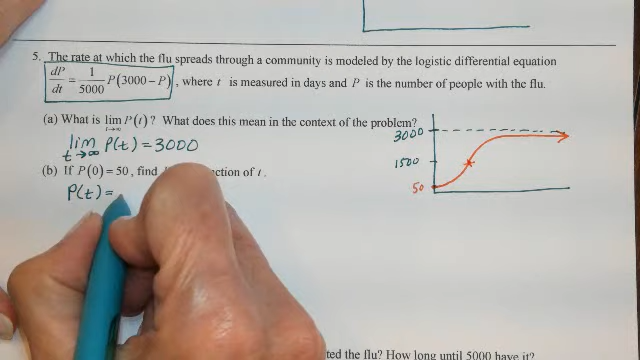 5. The rate at which the flu spreads through a community is modeled by the logistic differential equation
dP/dt = 1/5000 P(3000 − P), where t is measured in days and P is the number of people with the flu.
(a) What is lim t→∞ P(t)? What does this mean in the context of the problem?
lim t→∞ P(t) = 3000
3000
1500
50
(b) If P(0) = 50, find of t.
P(t) =
ted the flu? How long until 5000 have it?